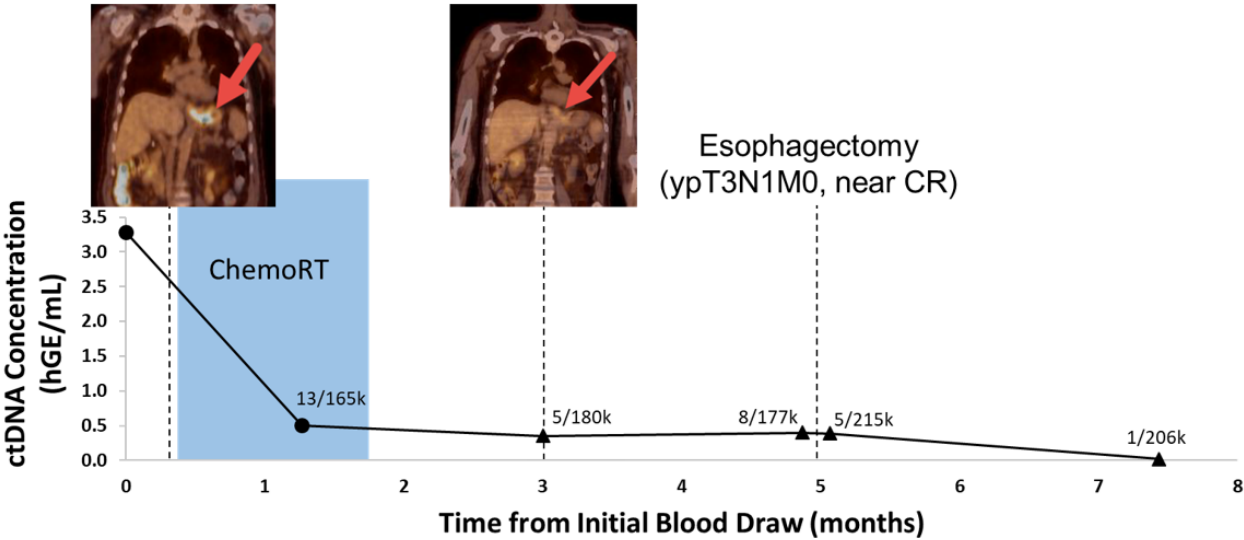 Esophagectomy
(ypT3N1M0, near CR)
ctDNA Concentration
(hGE/mL)
3.5
3.0
2.5
2.0
1.5
1.0
0.5
0.0
ChemoRT
13/165k
5/180k
8/177k
5/215k
1/206k
0 1 2 3 4 5 6 7 8
Time from Initial Blood Draw (months)